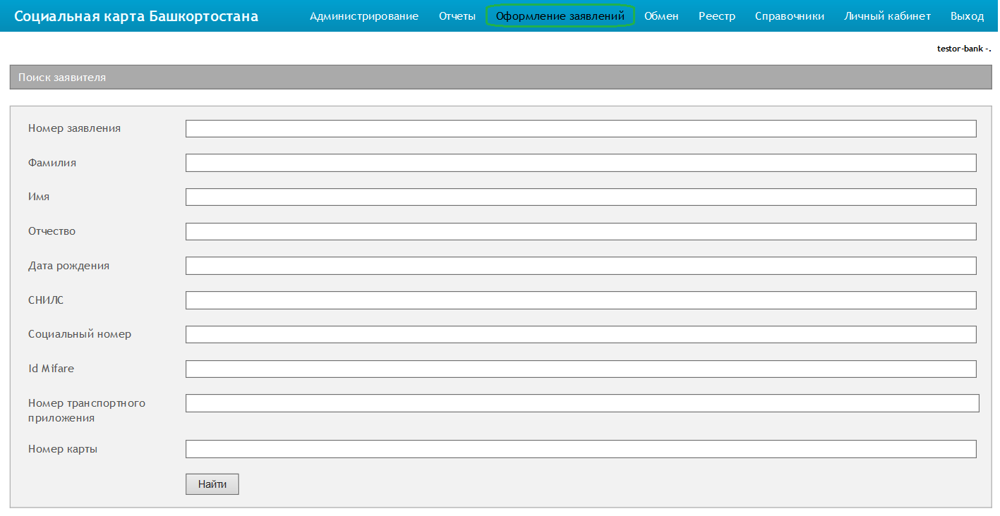 Социальная карта Башкортостана Администрирование Отчеты Оформление заявлений Обмен Реестр Справочники Личный кабинет Выход
testor-bank -.
Поиск заявителя
Номер заявления
Фамилия
Имя
Отчество
Дата рождения
СНИЛС
Социальный номер
Id Mifare
Номер транспортного
приложения
Номер карты
Найти